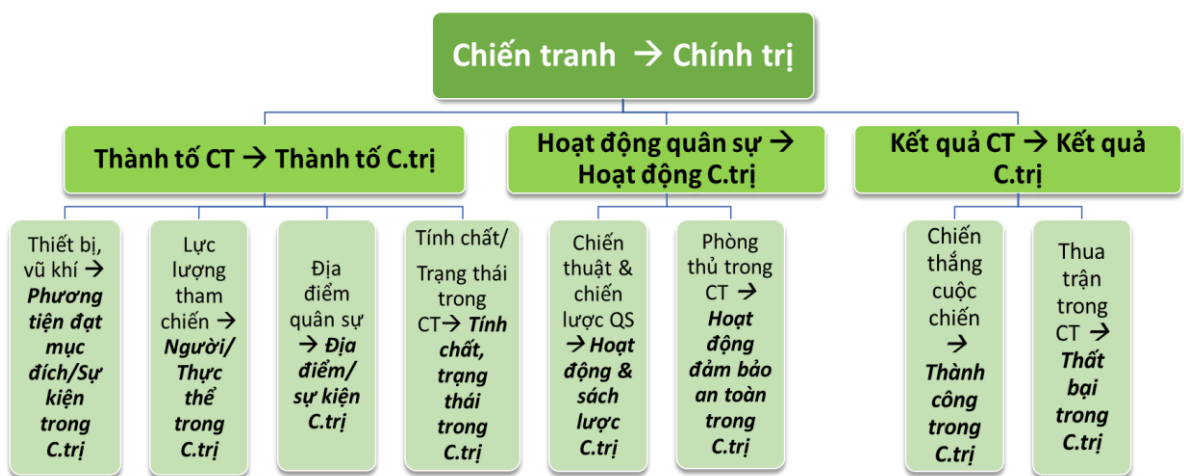 Chiến tranh → Chính trị
Thành tố CT → Thành tố C.trị
Hoạt động quân sự →
Hoạt động C.trị
Kết quả CT → Kết quả
C.trị
Thiết bị,
vũ khí →
Phương
tiện đạt
mục
đích/Sự
kiện
trong
C.trị
Lực
lượng
tham
chiến →
Người/
Thực
thể
trong
C.trị
Địa
điểm
quân sự
→ Địa
điểm/
sự kiện
C.trị
Tính chất/
Trạng thái
trong
CT→ Tính
chất,
trạng
thái
trong
C.trị
Chiến
thuật &
chiến
lược QS
→ Hoạt
động &
sách
lược
C.trị
Phòng
thủ trong
CT →
Hoạt
động
đảm bảo
an toàn
trong
C.trị
Chiến
thắng
cuộc
chiến
→
Thành
công
trong
C.trị
Thua
trận
trong
CT →
Thất
bại
trong
C.trị